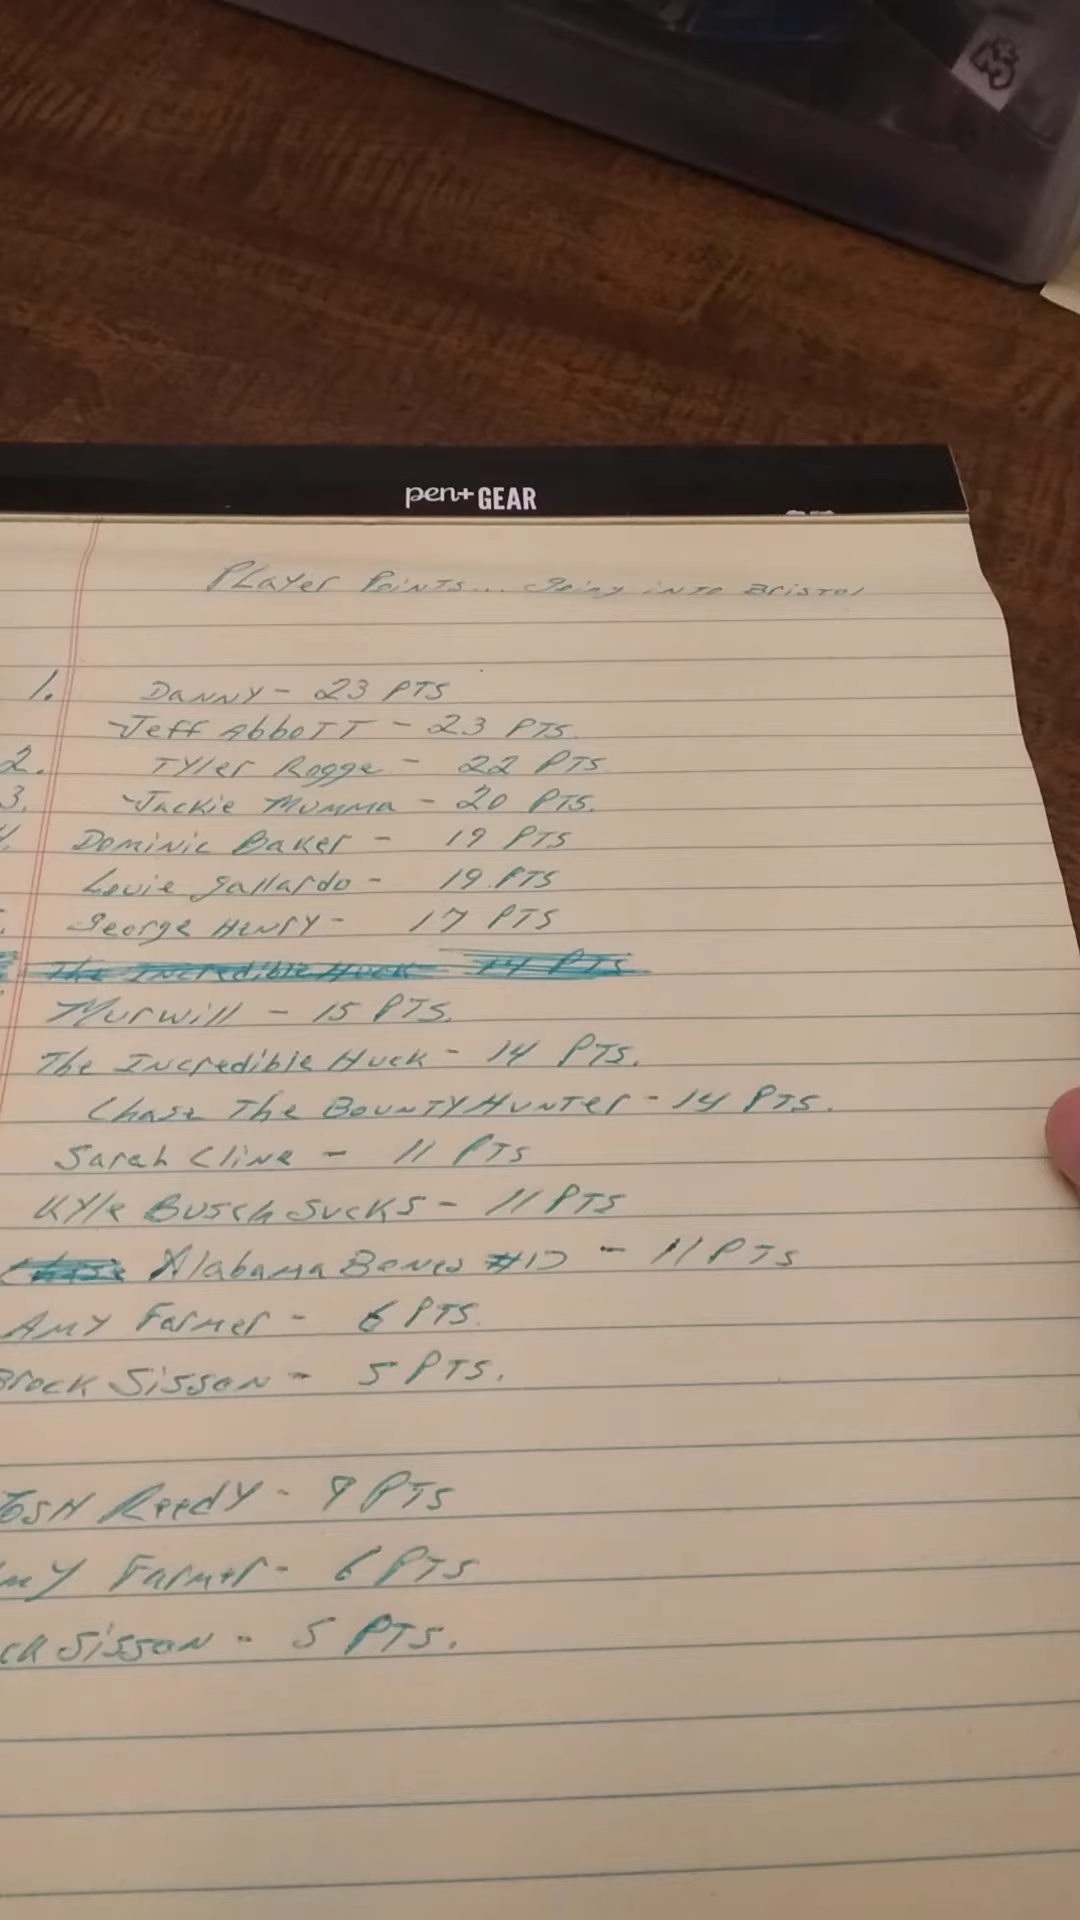 pen+GEAR
Player Points... Going into Bristol
1. Danny - 23 PTS
Jeff Abbott - 23 PTS.
2. Tyler Rogge - 22 PTS
3. Jackie Mumma - 20 PTS.
Dominic Baker - 19 PTS
Louie Gallardo - 19 PTS
George Henry - 17 PTS
The Incredible Huck 14 PTS
Murwill - 15 PTS.
The Incredible Huck - 14 PTS.
Chase The Bounty Hunter - 14 PTS.
Sarah Cline - 11 PTS
Kyle Busch Sucks - 11 PTS
Chase Alabama Bones #17 - 11 PTS
Amy Farmer - 6 PTS.
Brock Sisson - 5 PTS.
osh Reedy - 9 PTS
my Farmer - 6 PTS
ck Sisson - 5 PTS.